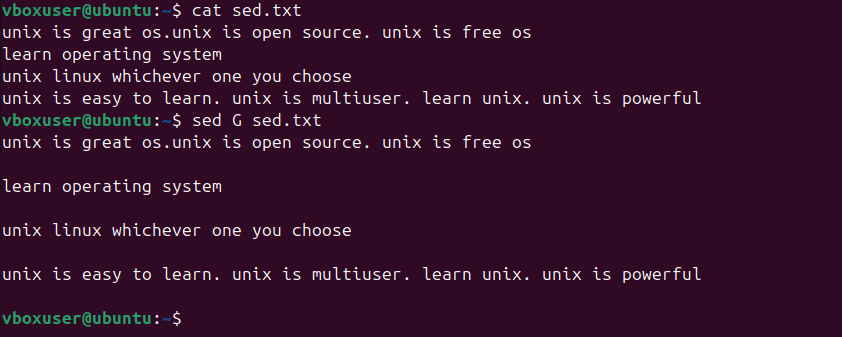 vboxuser@ubuntu:~$ cat sed.txt
unix is great os.unix is open source. unix is free os
learn operating system
unix linux whichever one you choose
unix is easy to learn. unix is multiuser. learn unix. unix is powerful
vboxuser@ubuntu:~$ sed G sed.txt
unix is great os.unix is open source. unix is free os
learn operating system
unix linux whichever one you choose
unix is easy to learn. unix is multiuser. learn unix. unix is powerful
vboxuser@ubuntu:~$